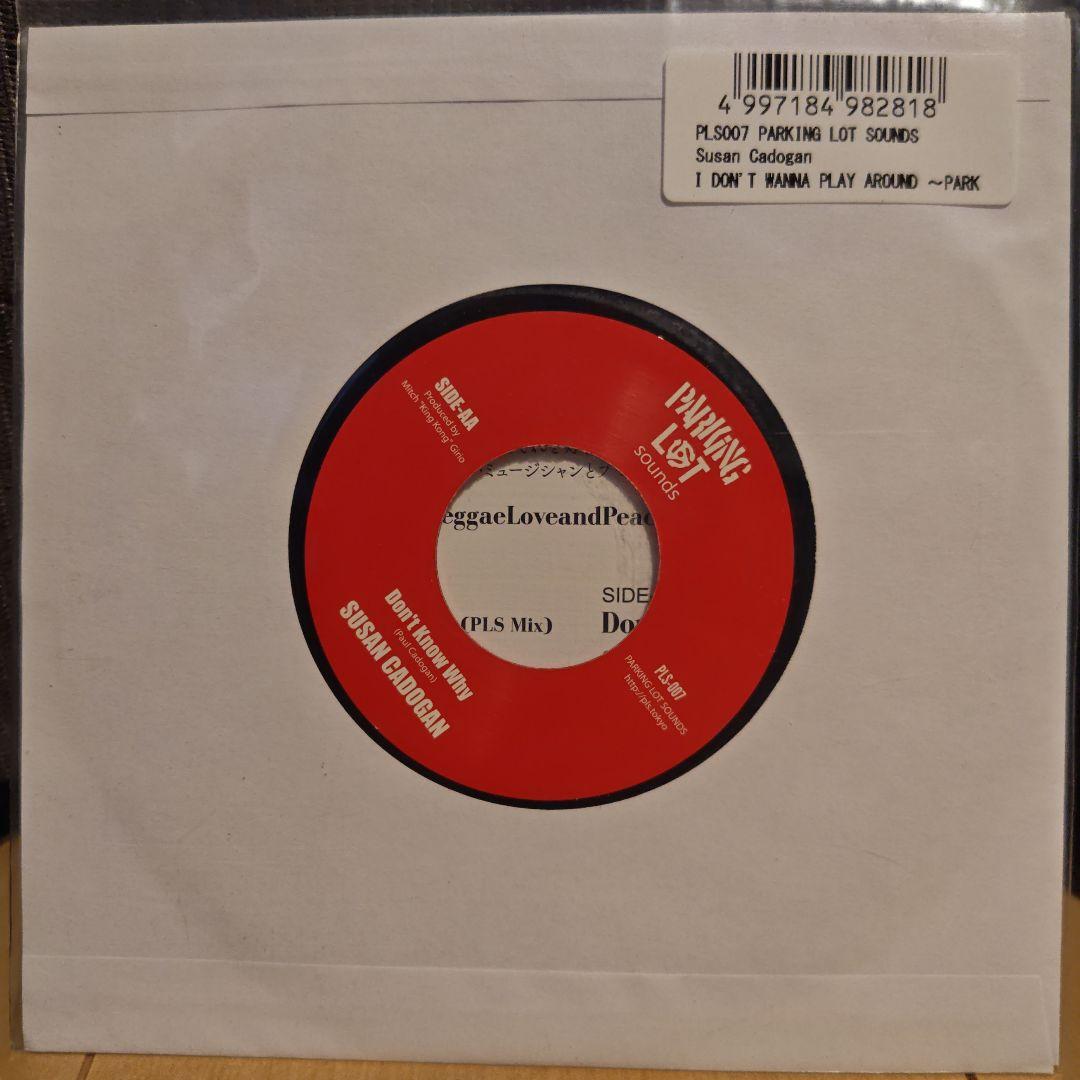 4 997184 982818
PLS007 PARKING LOT SOUNDS
Susan Cadogan
I DON'T WANNA PLAY AROUND ～PARK
SIDE-AA
Produced by
Mitch "King Kong" Girio
PARKING
LOT
sounds
ミュージシャンと
eggaeLoveandPeac
SIDE
(PLS Mix)
Don't Know Why
(Paul Cadogan)
SUSAN CADOGAN
PLS-007
PARKING LOT SOUNDS
http://pls.tokyo